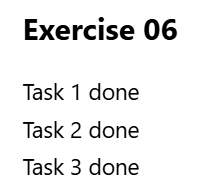 Exercise 06
Task 1 done
Task 2 done
Task 3 done